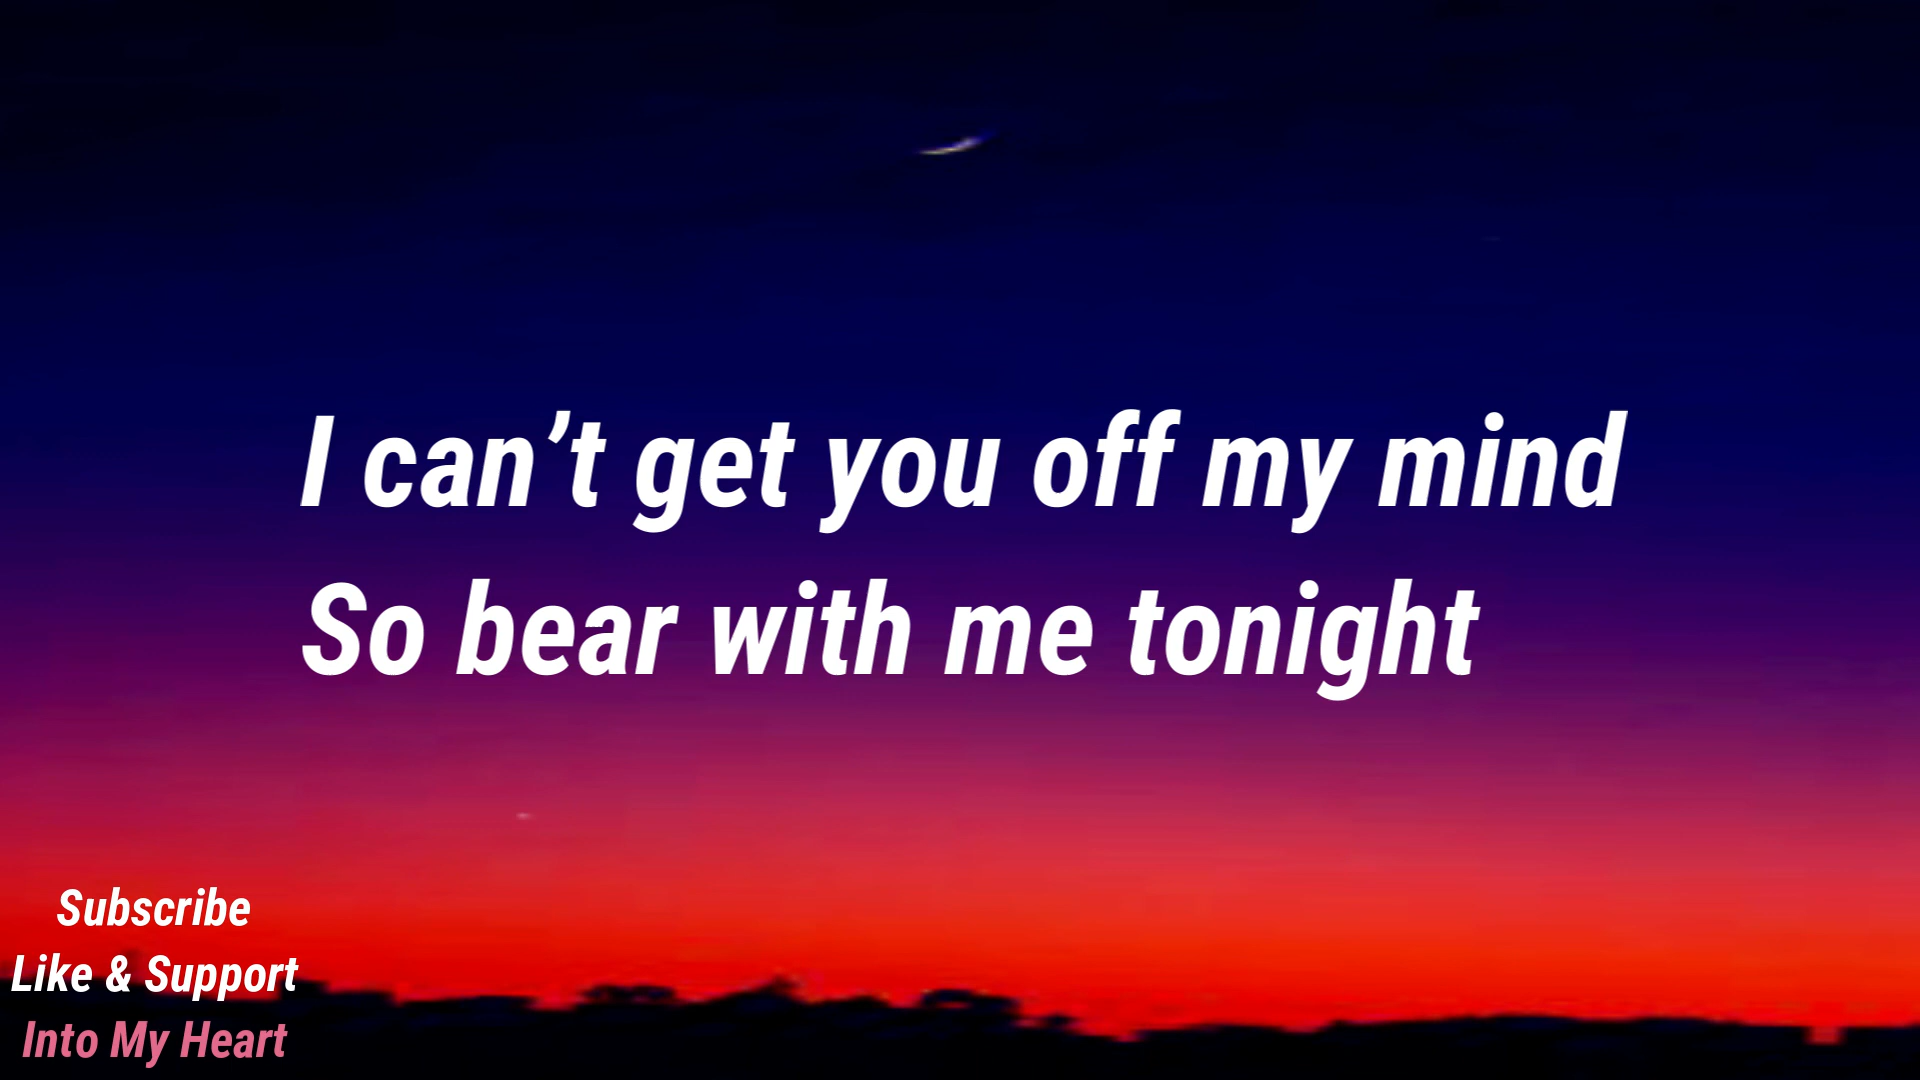 I can’t get you off my mind
So bear with me tonight
Subscribe
Like & Support
Into My Heart